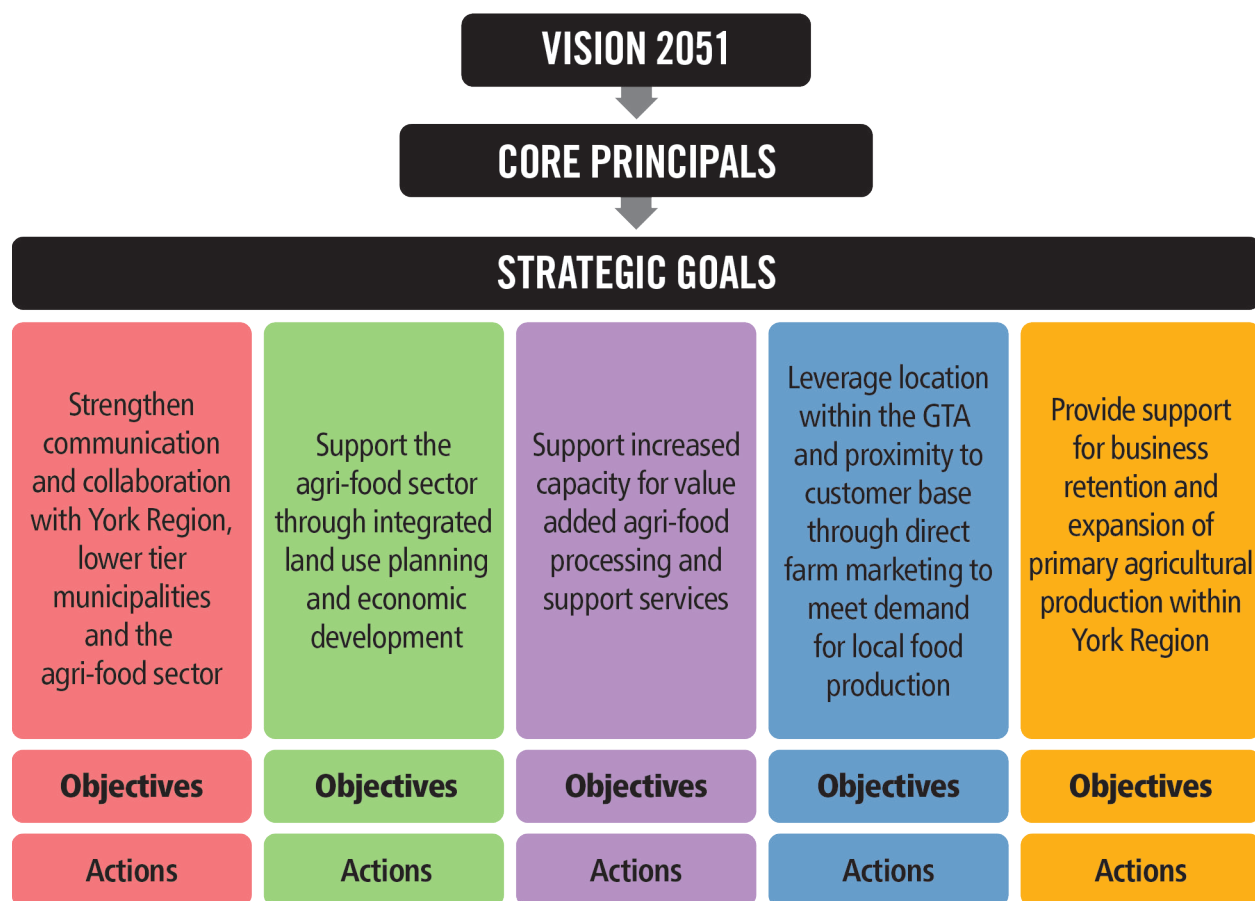 VISION 2051
CORE PRINCIPALS
STRATEGIC GOALS
Strengthen
communication
and collaboration
with York Region,
lower tier
municipalities
and the
agri-food sector
Support the
agri-food sector
through integrated
land use planning
and economic
development
Support increased
capacity for value
added agri-food
processing and
support services
Leverage location
within the GTA
and proximity to
customer base
through direct
farm marketing to
meet demand
for local food
production
Provide support
for business
retention and
expansion of
primary agricultural
production within
York Region
Objectives
Objectives
Objectives
Objectives
Objectives
Actions
Actions
Actions
Actions
Actions